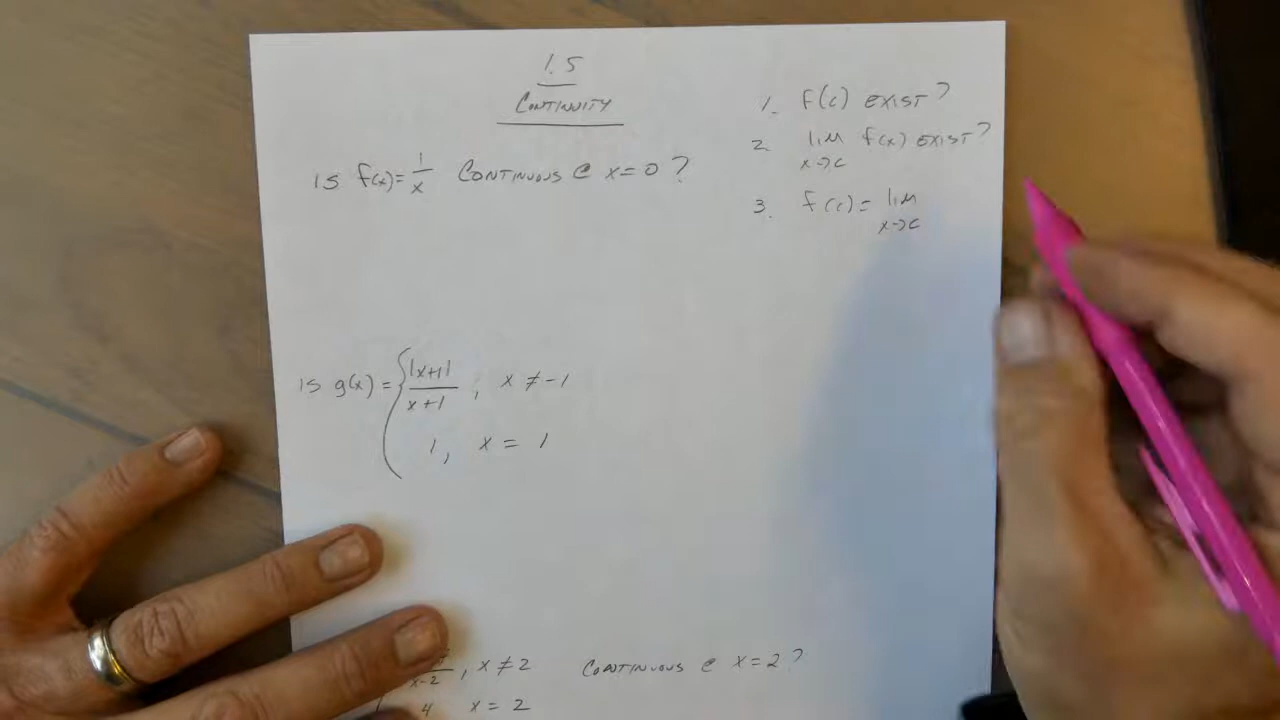 1.5
CONTINUITY
1. f(c) EXIST?
2. lim x→c f(x) EXIST?
3. f(c) = lim x→c
IS f(x) = 1/x CONTINUOUS @ x=0?
IS g(x) = { |x+1| / x+1 , x ≠ -1
1, x = 1
x-2 , x ≠ 2 CONTINUOUS @ x=2?
4 x = 2